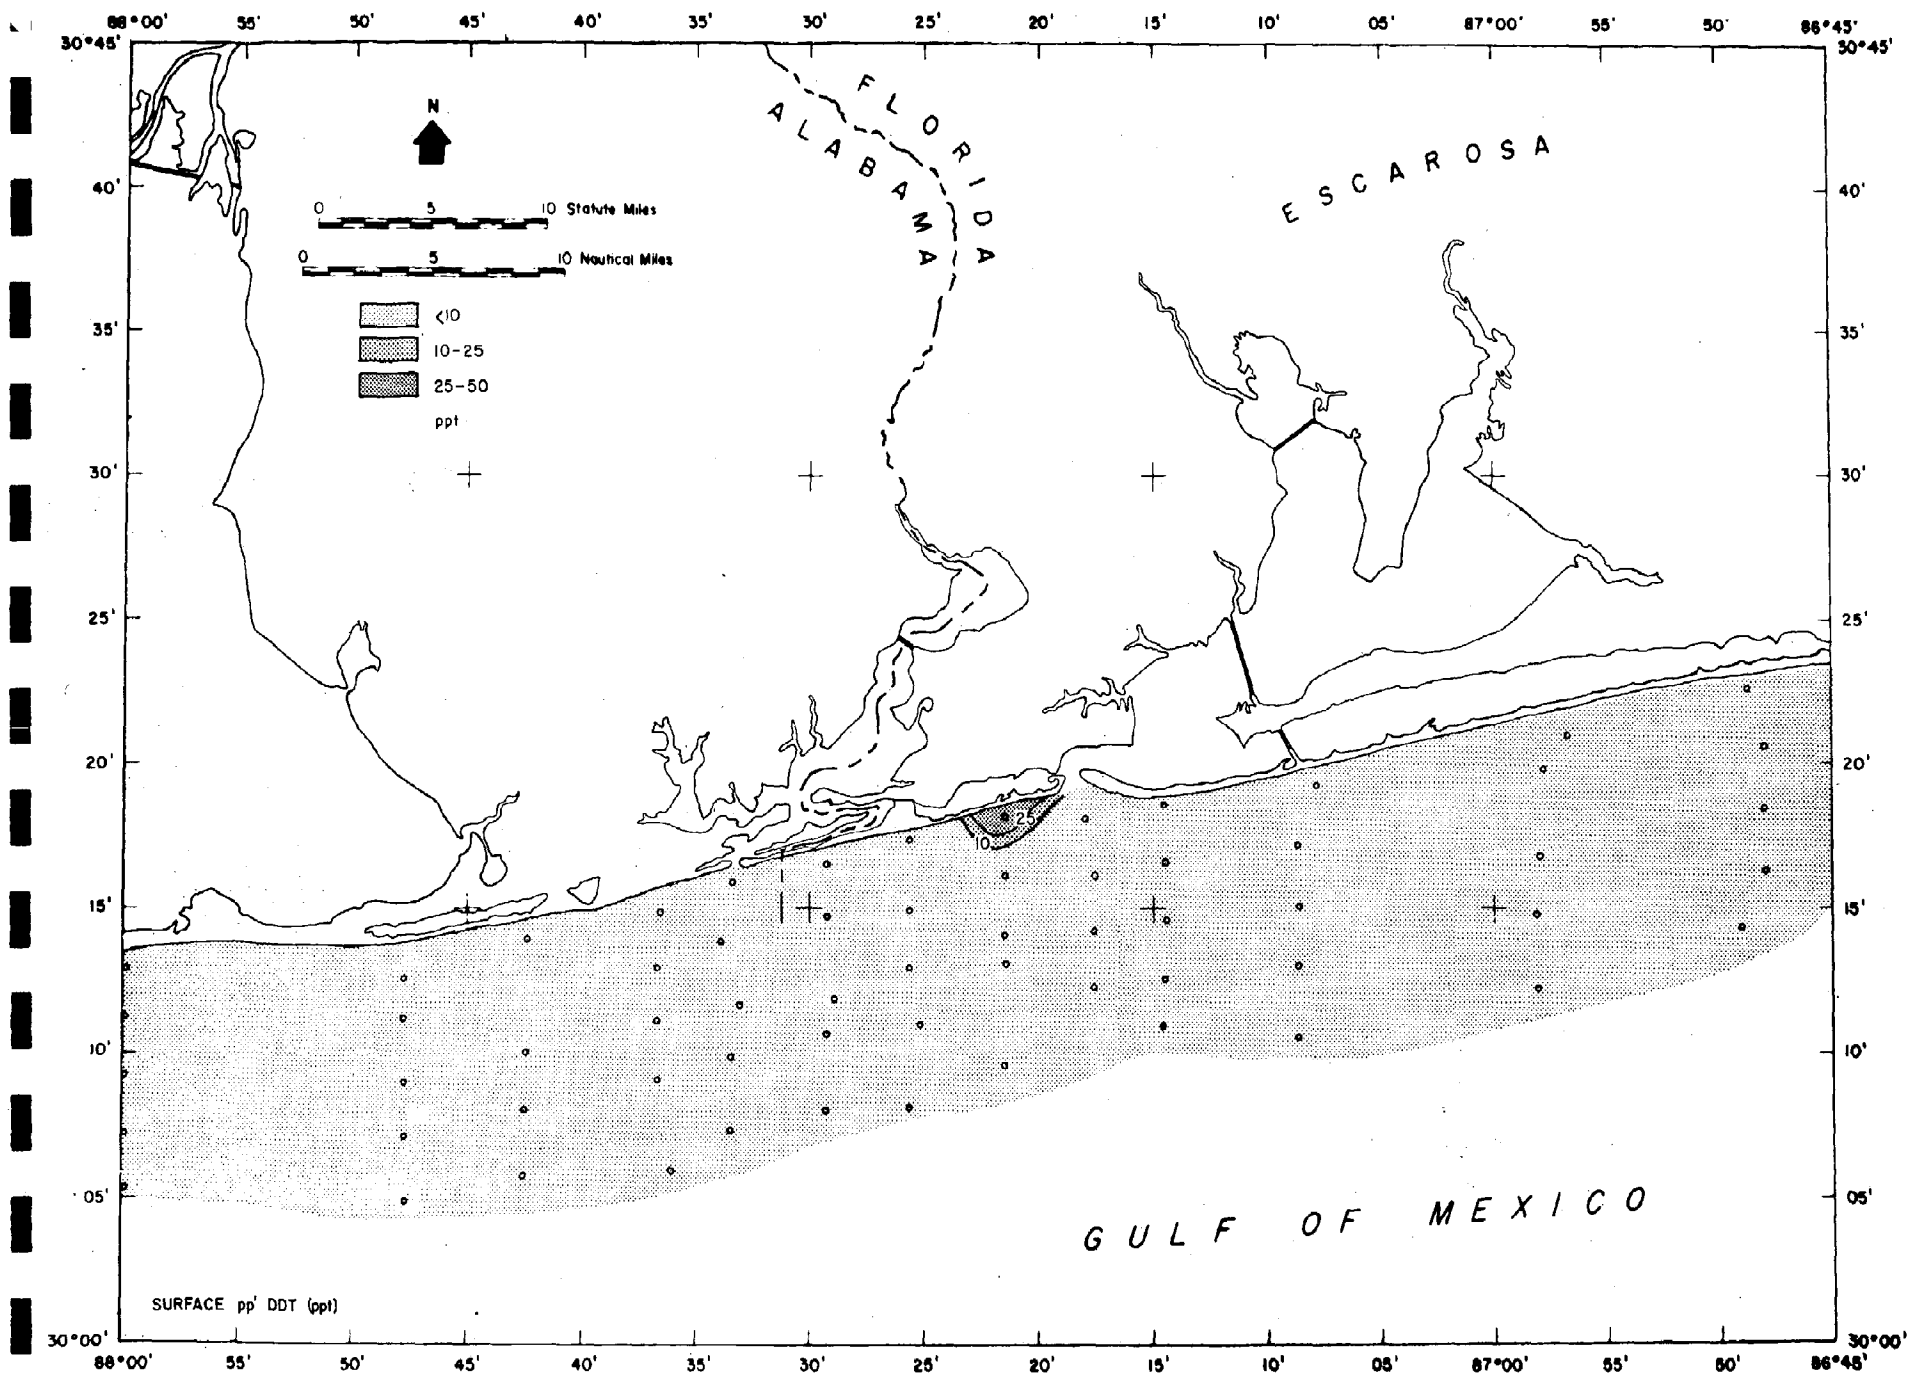 88°00' 55' 50' 45' 40' 35' 30' 25' 20' 15' 10' 05' 87°00' 55' 50' 86°45'
30°45' 30°45'
N
FLORIDA
ALABAMA
ESCAROSA
40' 40'
0 5 10 Statute Miles
0 5 10 Nautical Miles
<10
10-25
25-50
ppt
35' 35'
30' 30'
25' 25'
20' 20'
25
10
15' 15'
10' 10'
05' 05'
GULF OF MEXICO
SURFACE pp' DDT (ppt)
30°00' 30°00'
88°00' 55' 50' 45' 40' 35' 30' 25' 20' 15' 10' 05' 87°00' 55' 50' 86°45'